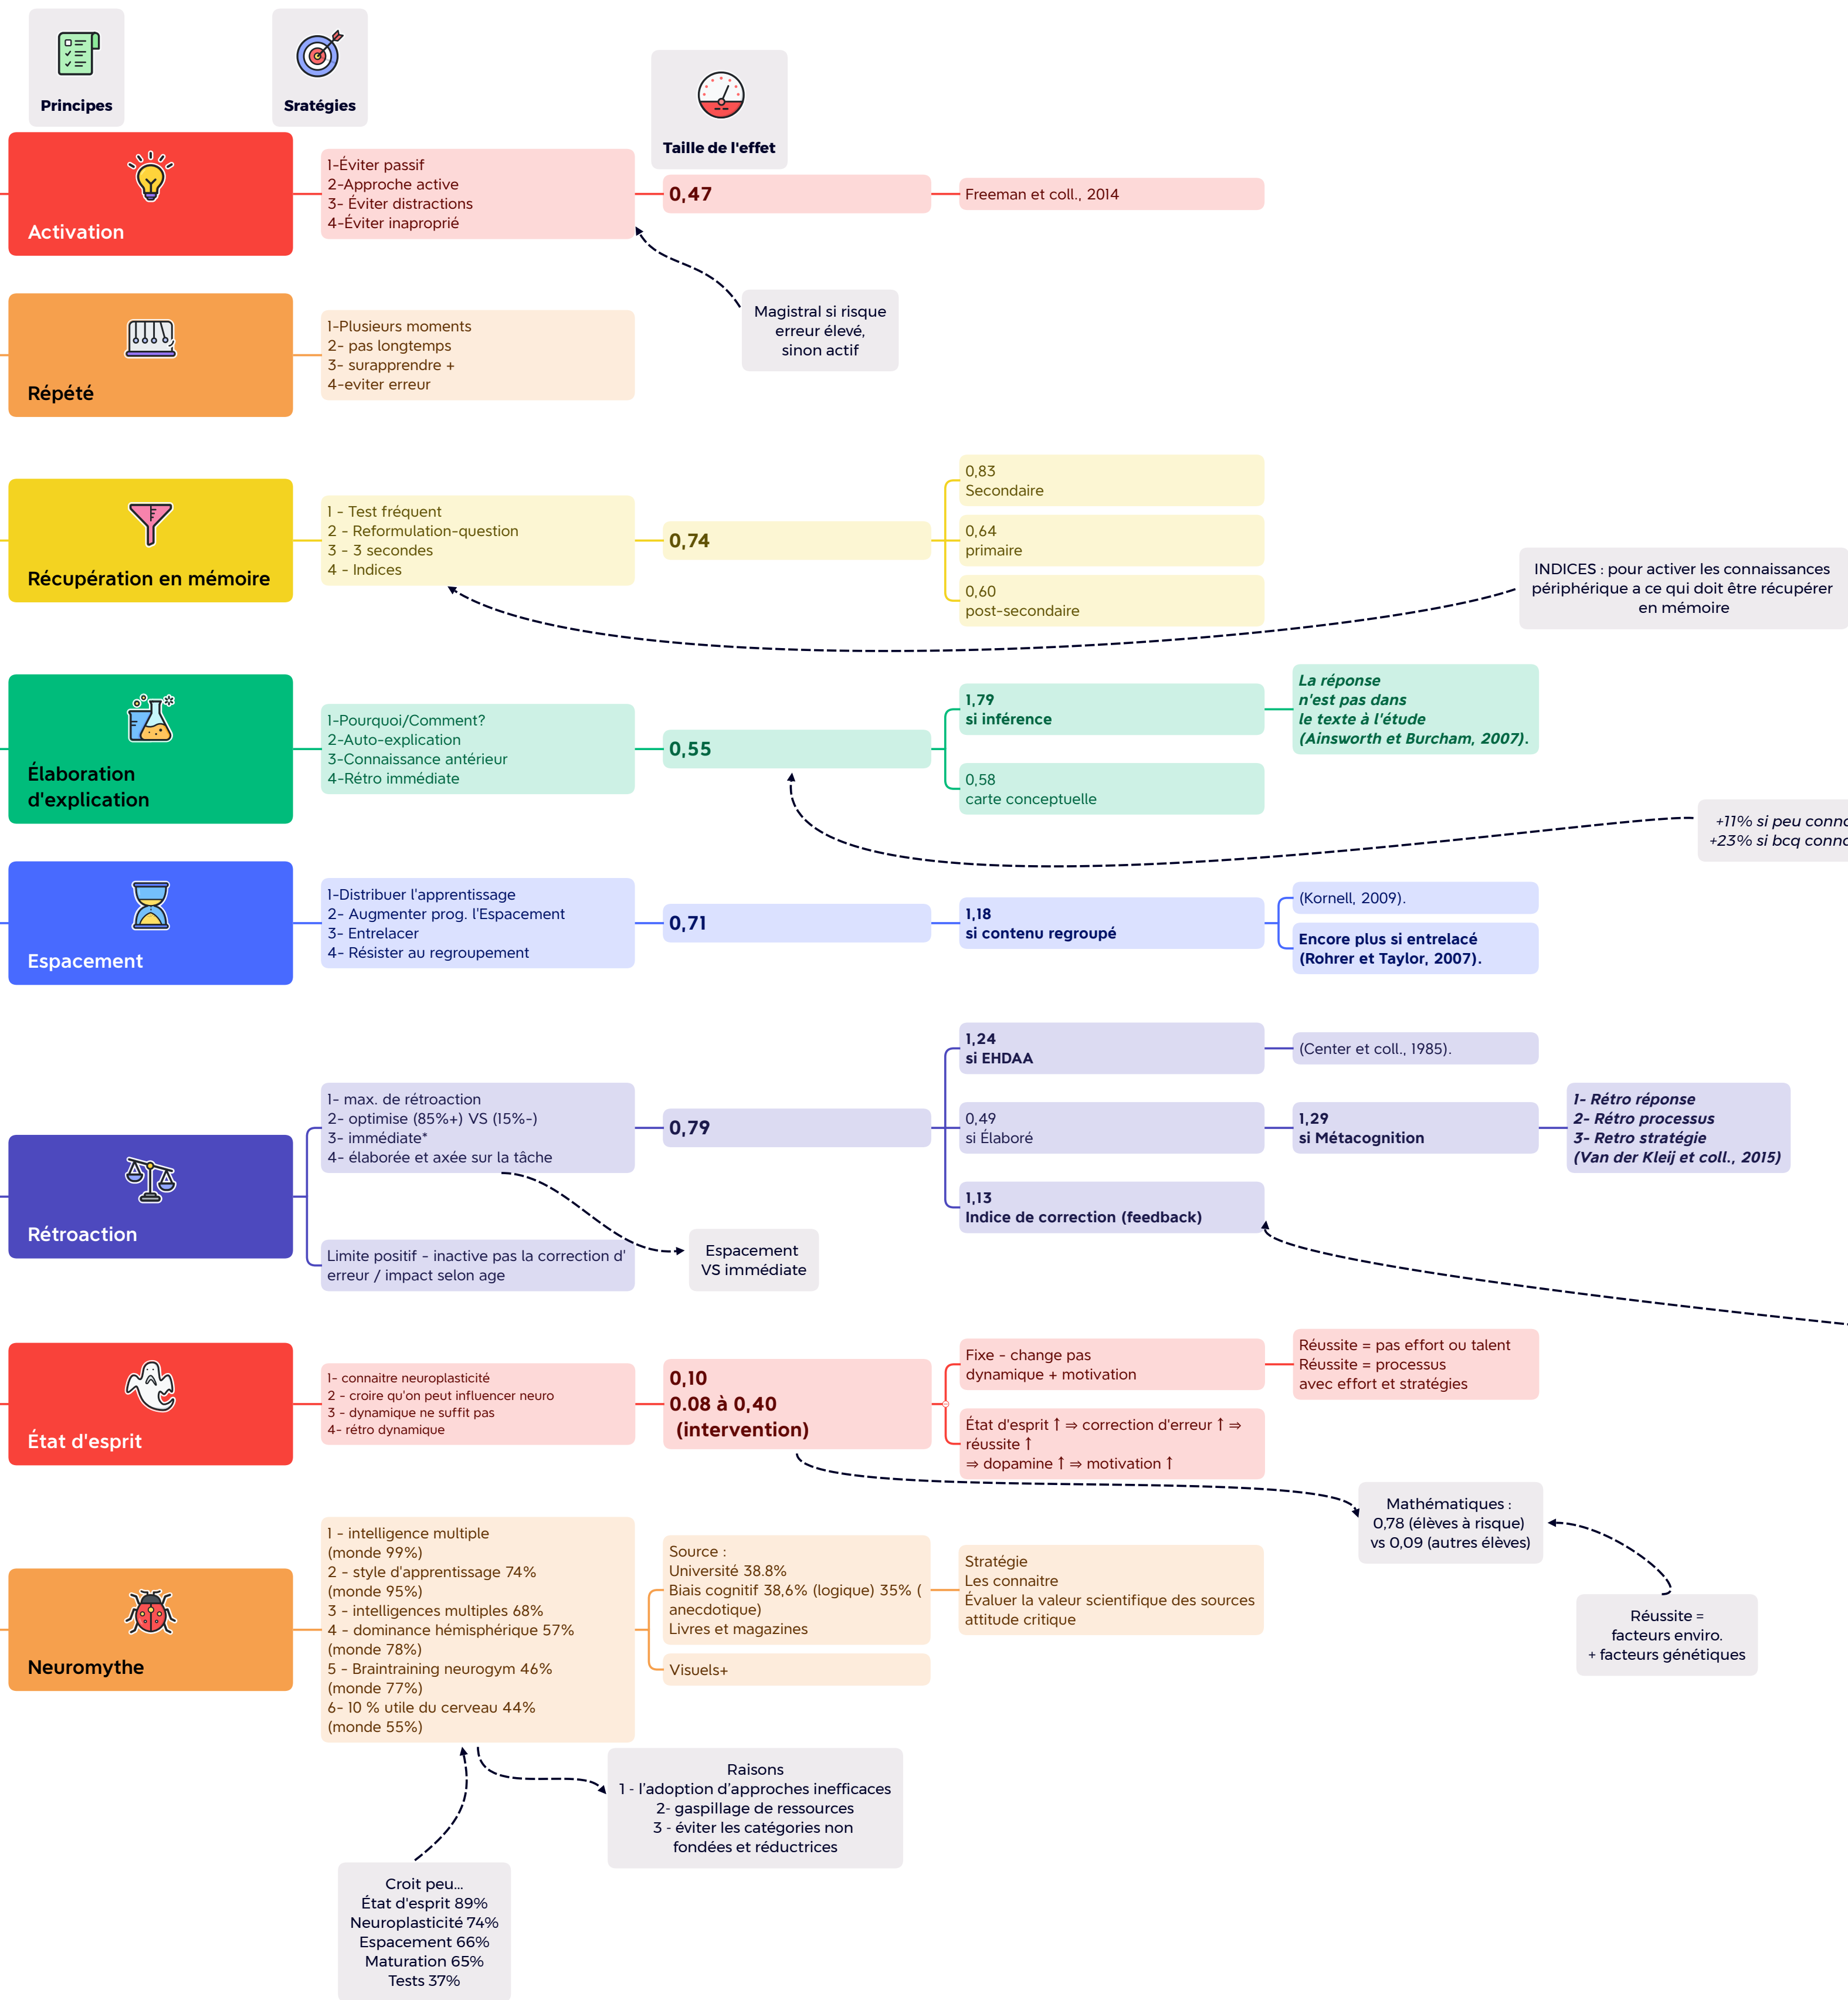 Principes
Sratégies
Taille de l'effet
Activation
1-Éviter passif
2-Approche active
3- Éviter distractions
4-Éviter inaproprié
0,47
Freeman et coll., 2014
Magistral si risque
erreur élevé,
sinon actif
Répété
1-Plusieurs moments
2- pas longtemps
3- surapprendre +
4-eviter erreur
Récupération en mémoire
1 - Test fréquent
2 - Reformulation-question
3 - 3 secondes
4 - Indices
0,74
0,83
Secondaire
0,64
primaire
0,60
post-secondaire
INDICES : pour activer les connaissances
périphérique a ce qui doit être récupérer
en mémoire
Élaboration
d'explication
1-Pourquoi/Comment?
2-Auto-explication
3-Connaissance antérieur
4-Rétro immédiate
0,55
1,79
si inférence
La réponse
n'est pas dans
le texte à l'étude
(Ainsworth et Burcham, 2007).
0,58
carte conceptuelle
+11% si peu
+23% si bcq
Espacement
1-Distribuer l'apprentissage
2- Augmenter prog. l'Espacement
3- Entrelacer
4- Résister au regroupement
0,71
1,18
si contenu regroupé
(Kornell, 2009).
Encore plus si entrelacé
(Rohrer et Taylor, 2007).
Rétroaction
1- max. de rétroaction
2- optimise (85%+) VS (15%-)
3- immédiate*
4- élaborée et axée sur la tâche
0,79
1,24
si EHDAA
(Center et coll., 1985).
0,49
si Élaboré
1,29
si Métacognition
1- Rétro réponse
2- Rétro processus
3- Retro stratégie
(Van der Kleij et coll., 2015)
1,13
Indice de correction (feedback)
Limite positif - inactive pas la correction d'
erreur / impact selon age
Espacement
VS immédiate
État d'esprit
1- connaitre neuroplasticité
2 - croire qu'on peut influencer neuro
3 - dynamique ne suffit pas
4- rétro dynamique
0,10
0.08 à 0,40
(intervention)
Fixe - change pas
dynamique + motivation
Réussite = pas effort ou talent
Réussite = processus
avec effort et stratégies
État d'esprit ↑ ⇒ correction d'erreur ↑ ⇒
réussite ↑
⇒ dopamine ↑ ⇒ motivation ↑
Mathématiques :
0,78 (élèves à risque)
vs 0,09 (autres élèves)
Réussite =
facteurs enviro.
+ facteurs génétiques
Neuromythe
1 - intelligence multiple
(monde 99%)
2 - style d'apprentissage 74%
(monde 95%)
3 - intelligences multiples 68%
4 - dominance hémisphérique 57%
(monde 78%)
5 - Braintraining neurogym 46%
(monde 77%)
6- 10 % utile du cerveau 44%
(monde 55%)
Source :
Université 38.8%
Biais cognitif 38,6% (logique) 35% (
anecdotique)
Livres et magazines
Visuels+
Stratégie
Les connaitre
Évaluer la valeur scientifique des sources
attitude critique
Raisons
1 - l'adoption d'approches inefficaces
2- gaspillage de ressources
3 - éviter les catégories non
fondées et réductrices
Croit peu...
État d'esprit 89%
Neuroplasticité 74%
Espacement 66%
Maturation 65%
Tests 37%